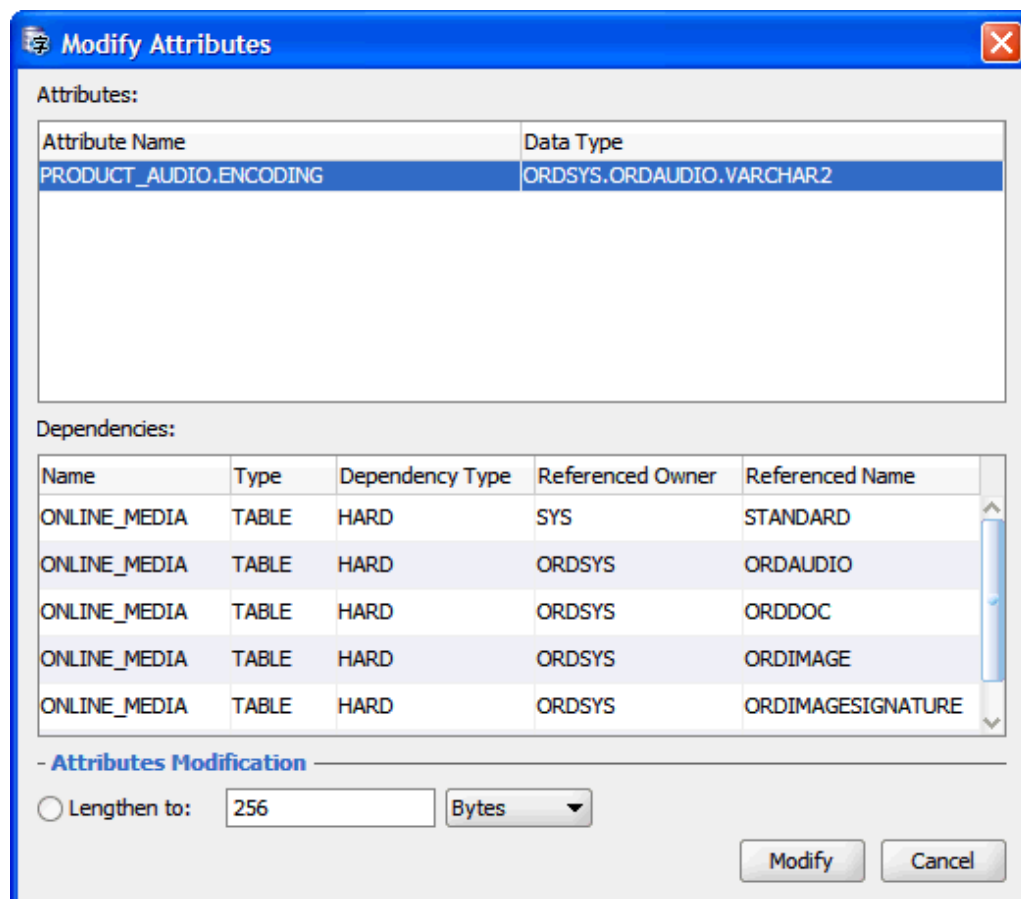 Modify Attributes
Attributes:
Attribute Name Data Type
PRODUCT_AUDIO.ENCODING ORDSYS.ORDAUDIO.VARCHAR2
Dependencies:
Name Type Dependency Type Referenced Owner Referenced Name
ONLINE_MEDIA TABLE HARD SYS STANDARD
ONLINE_MEDIA TABLE HARD ORDSYS ORDAUDIO
ONLINE_MEDIA TABLE HARD ORDSYS ORDDOC
ONLINE_MEDIA TABLE HARD ORDSYS ORDIMAGE
ONLINE_MEDIA TABLE HARD ORDSYS ORDIMAGESIGNATURE
- Attributes Modification
Lengthen to: 256 Bytes
Modify Cancel